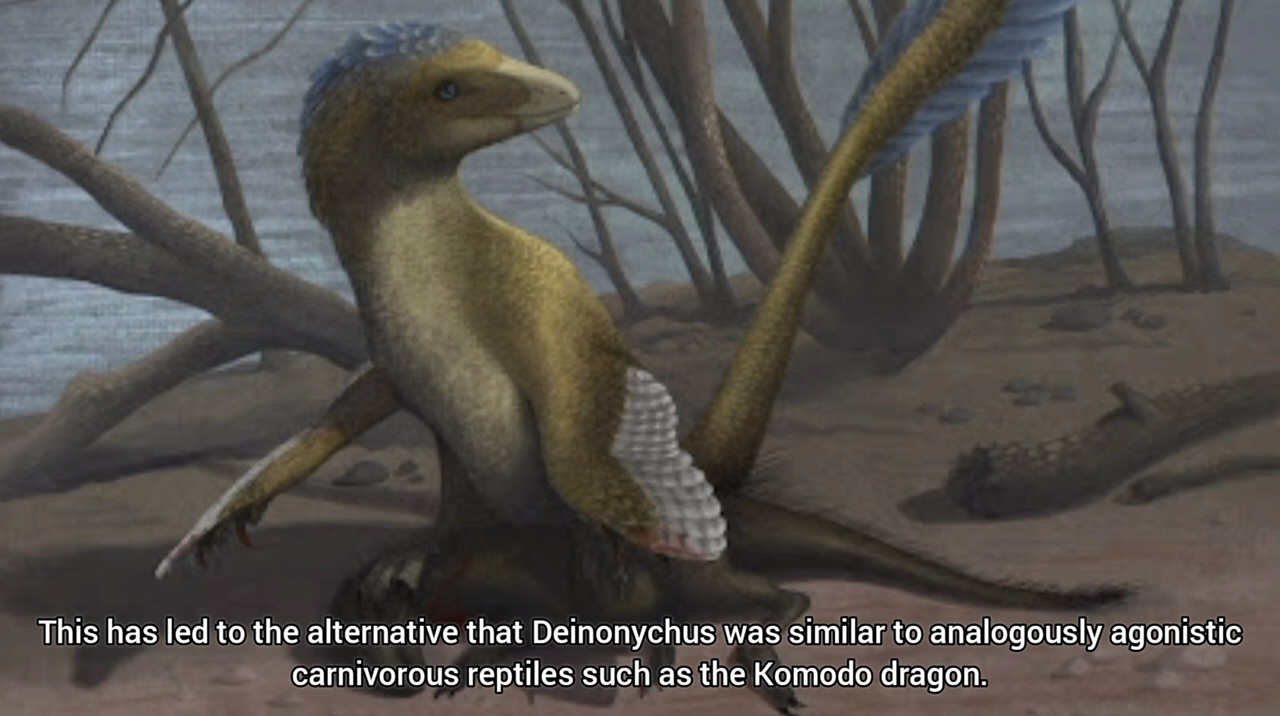 This has led to the alternative that Deinonychus was similar to analogously agonistic
carnivorous reptiles such as the Komodo dragon.